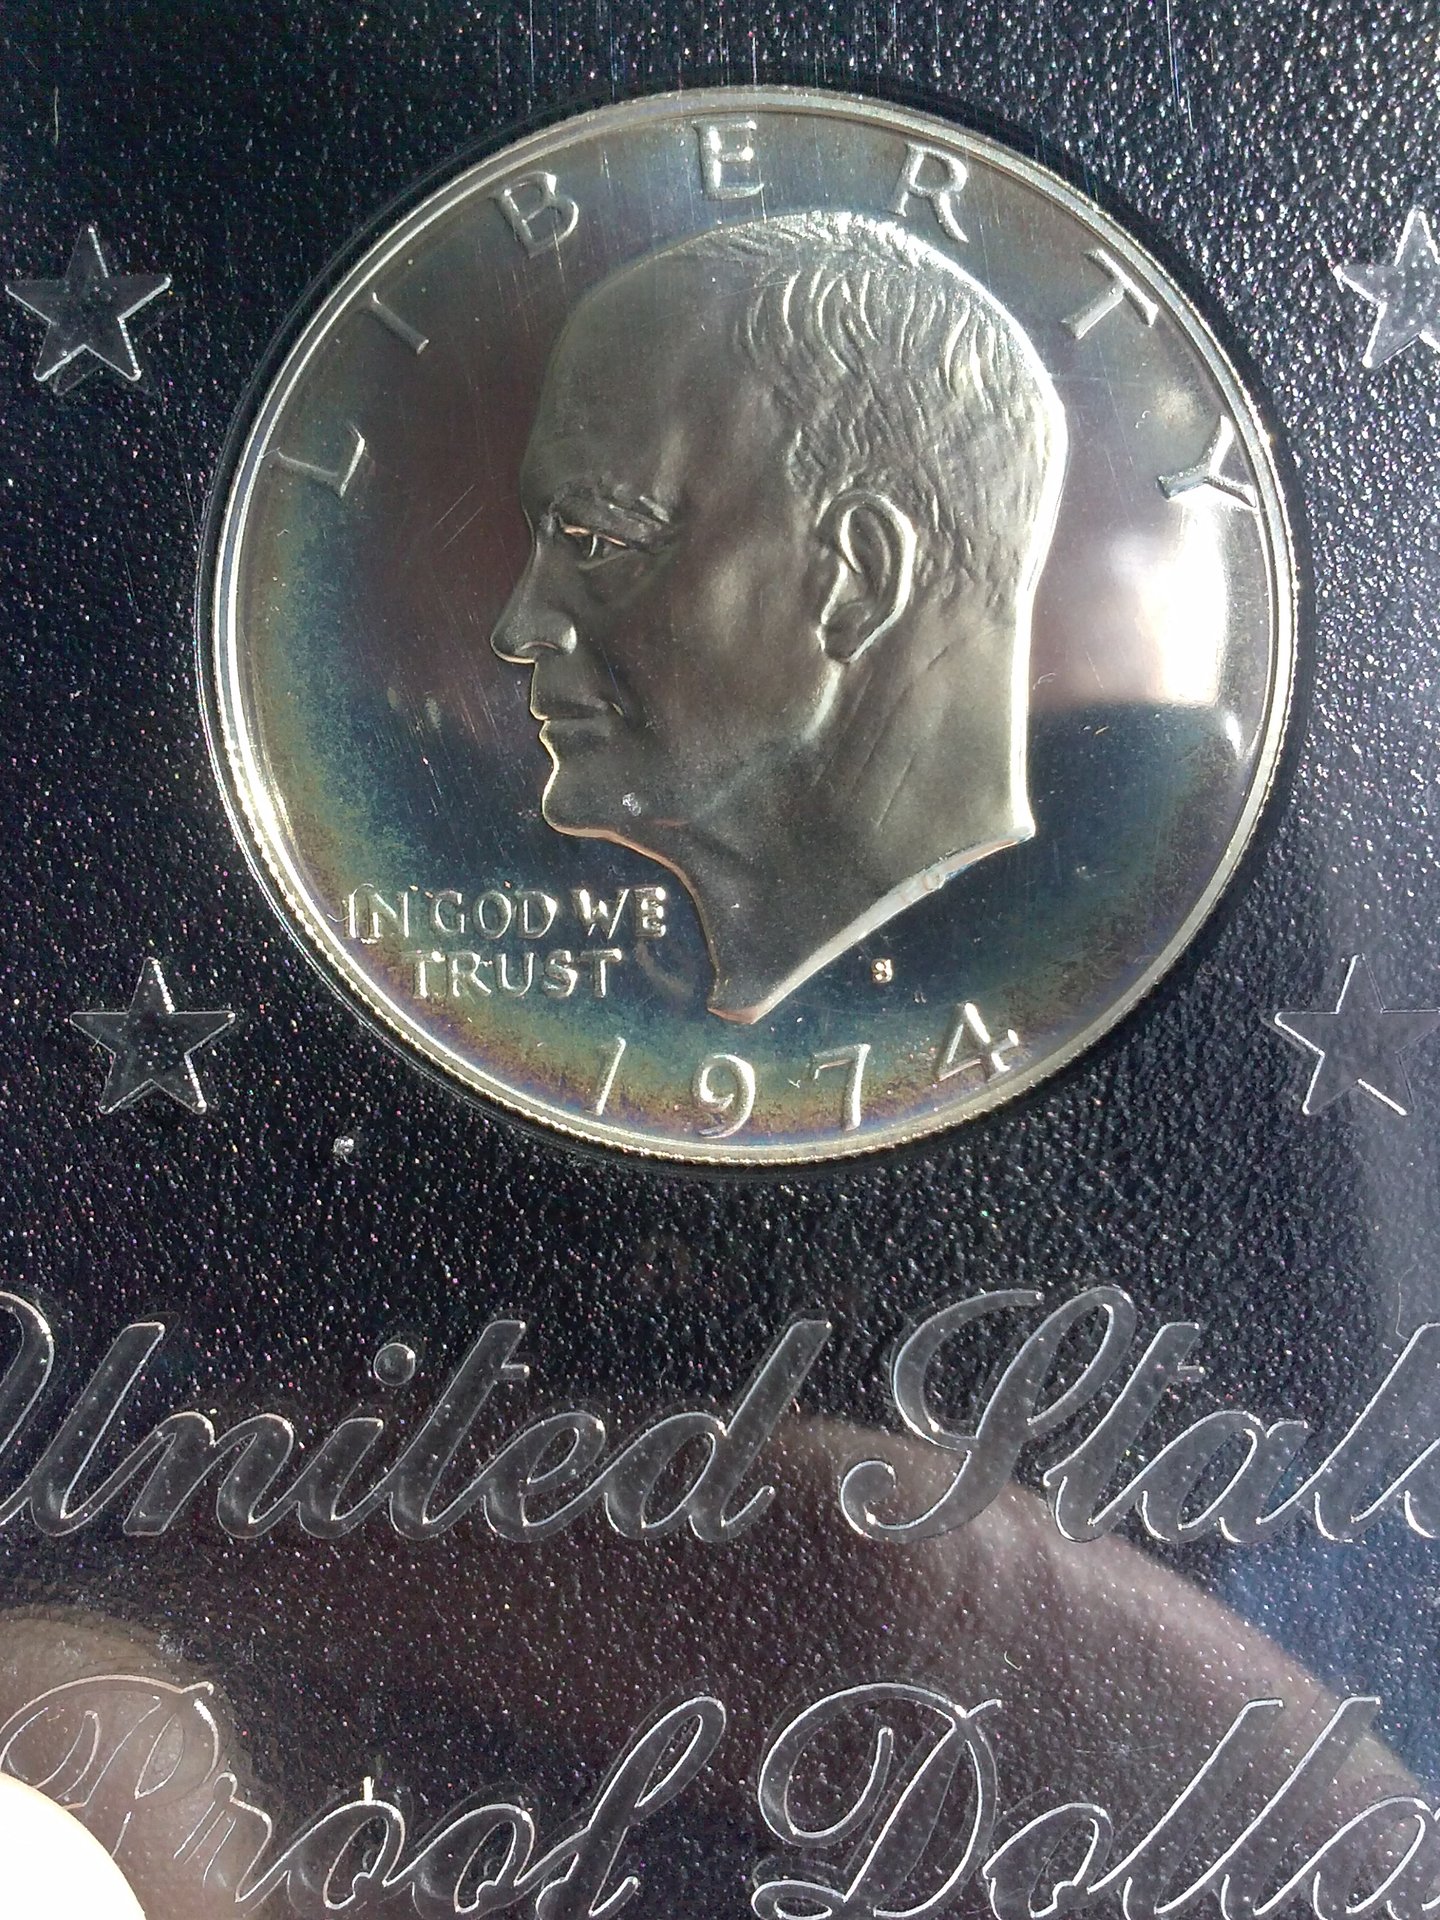 LIBERTY
IN GOD WE
TRUST
S
1974
United Stat
Proof Dolla